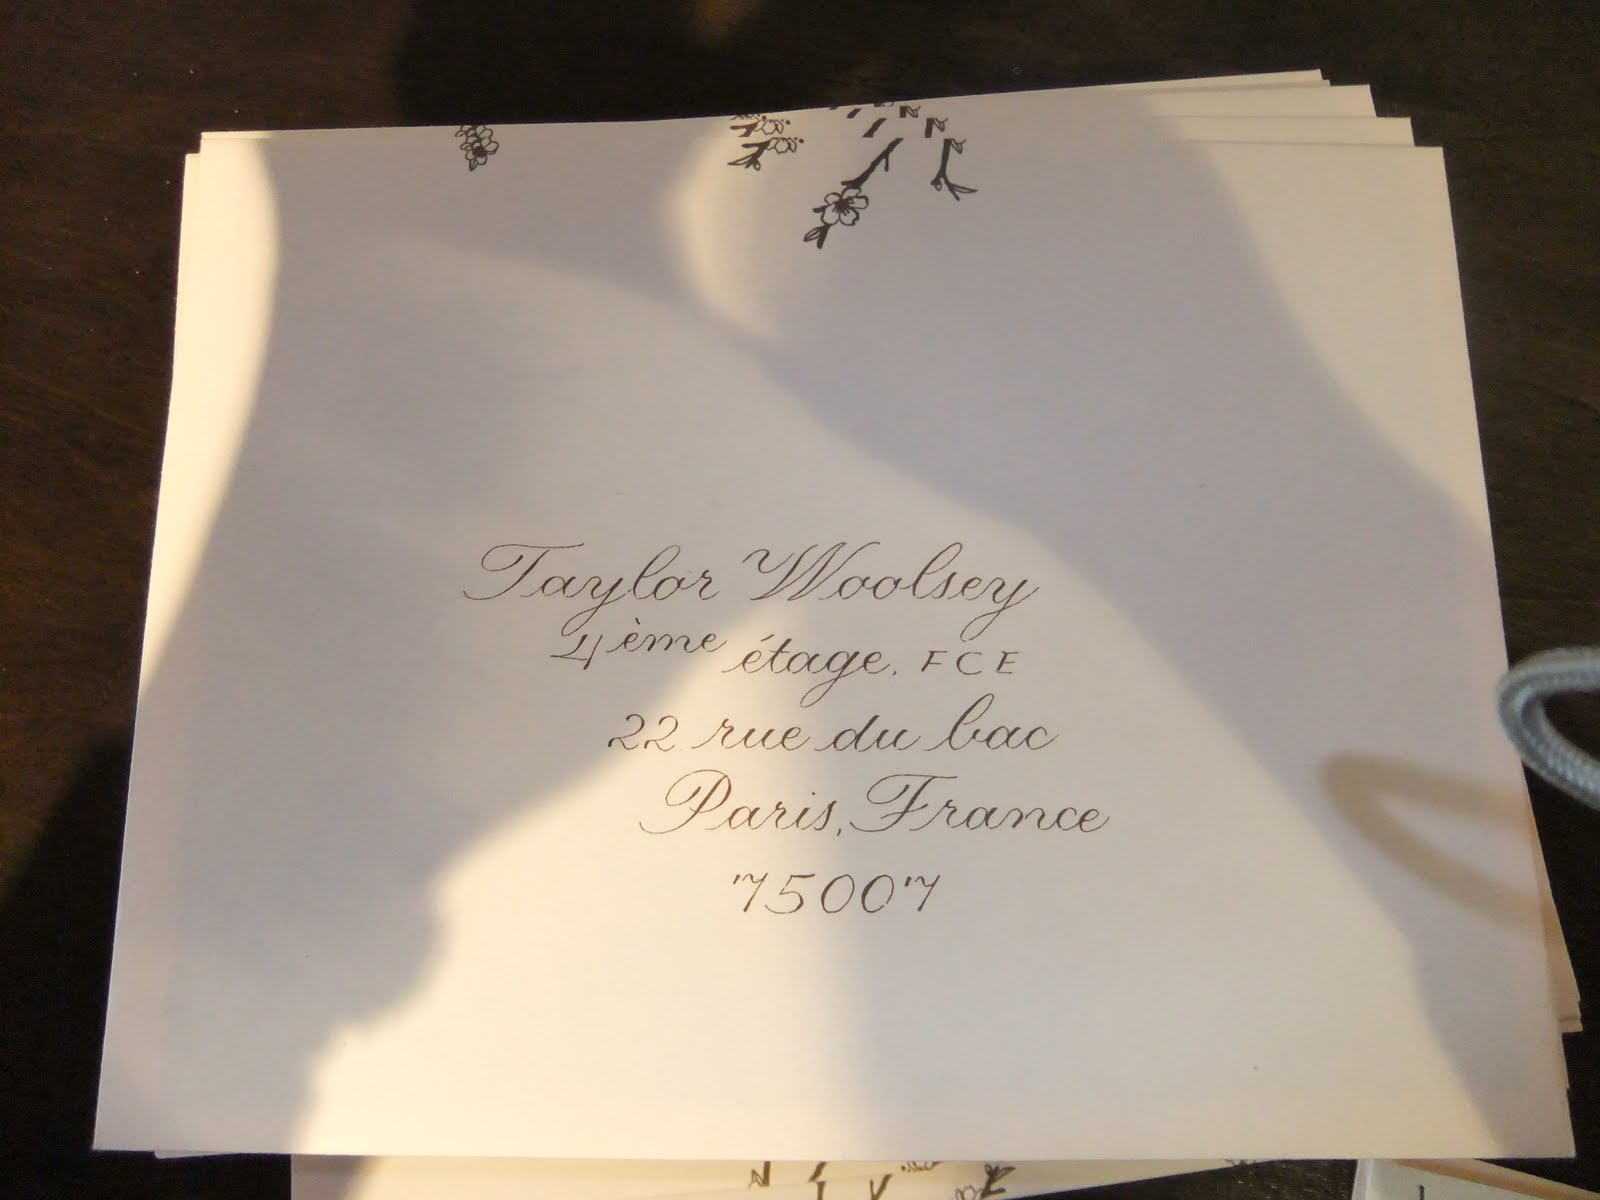 Taylor Woolsey
4ème étage. FCE
22 rue du bac
Paris, France
75007